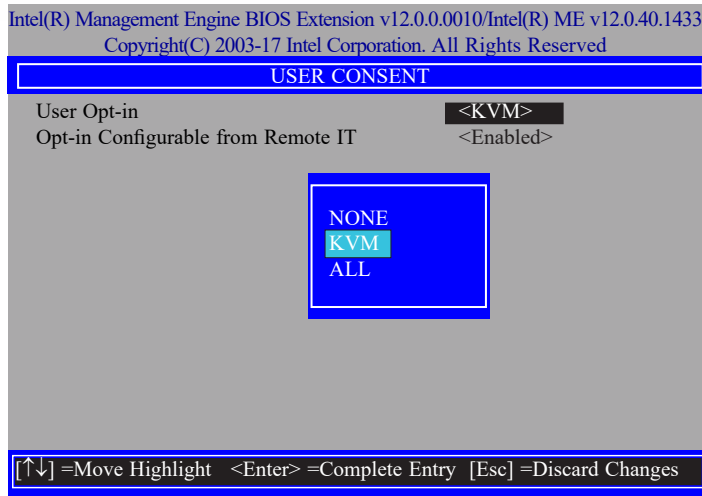 Intel(R) Management Engine BIOS Extension v12.0.0.0010/Intel(R) ME v12.0.40.1433
Copyright(C) 2003-17 Intel Corporation. All Rights Reserved
USER CONSENT
User Opt-in <KVM>
Opt-in Configurable from Remote IT <Enabled>
NONE
KVM
ALL
[↑↓] =Move Highlight <Enter> =Complete Entry [Esc] =Discard Changes